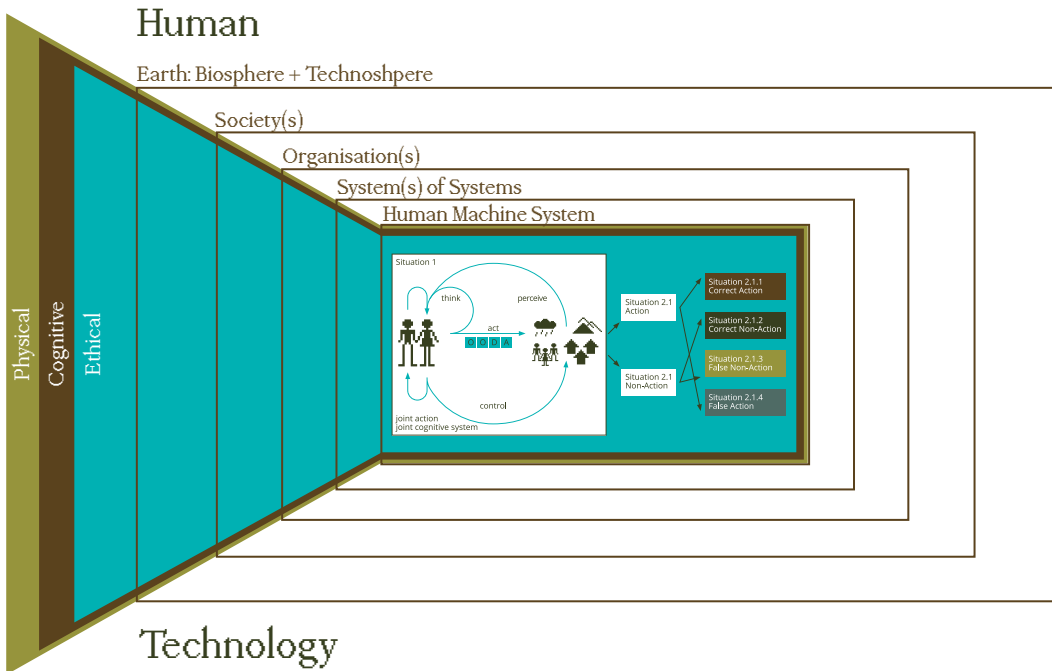 Human
Earth: Biosphere + Technoshpere
Society(s)
Organisation(s)
System(s) of Systems
Human Machine System
Physical
Cognitive
Ethical
Situation 1
think
perceive
act
O O D A
control
joint action
joint cognitive system
Situation 2.1
Action
Situation 2.1
Non-Action
Situation 2.1.1
Correct Action
Situation 2.1.2
Correct Non-Action
Situation 2.1.3
False Non-Action
Situation 2.1.4
False Action
Technology